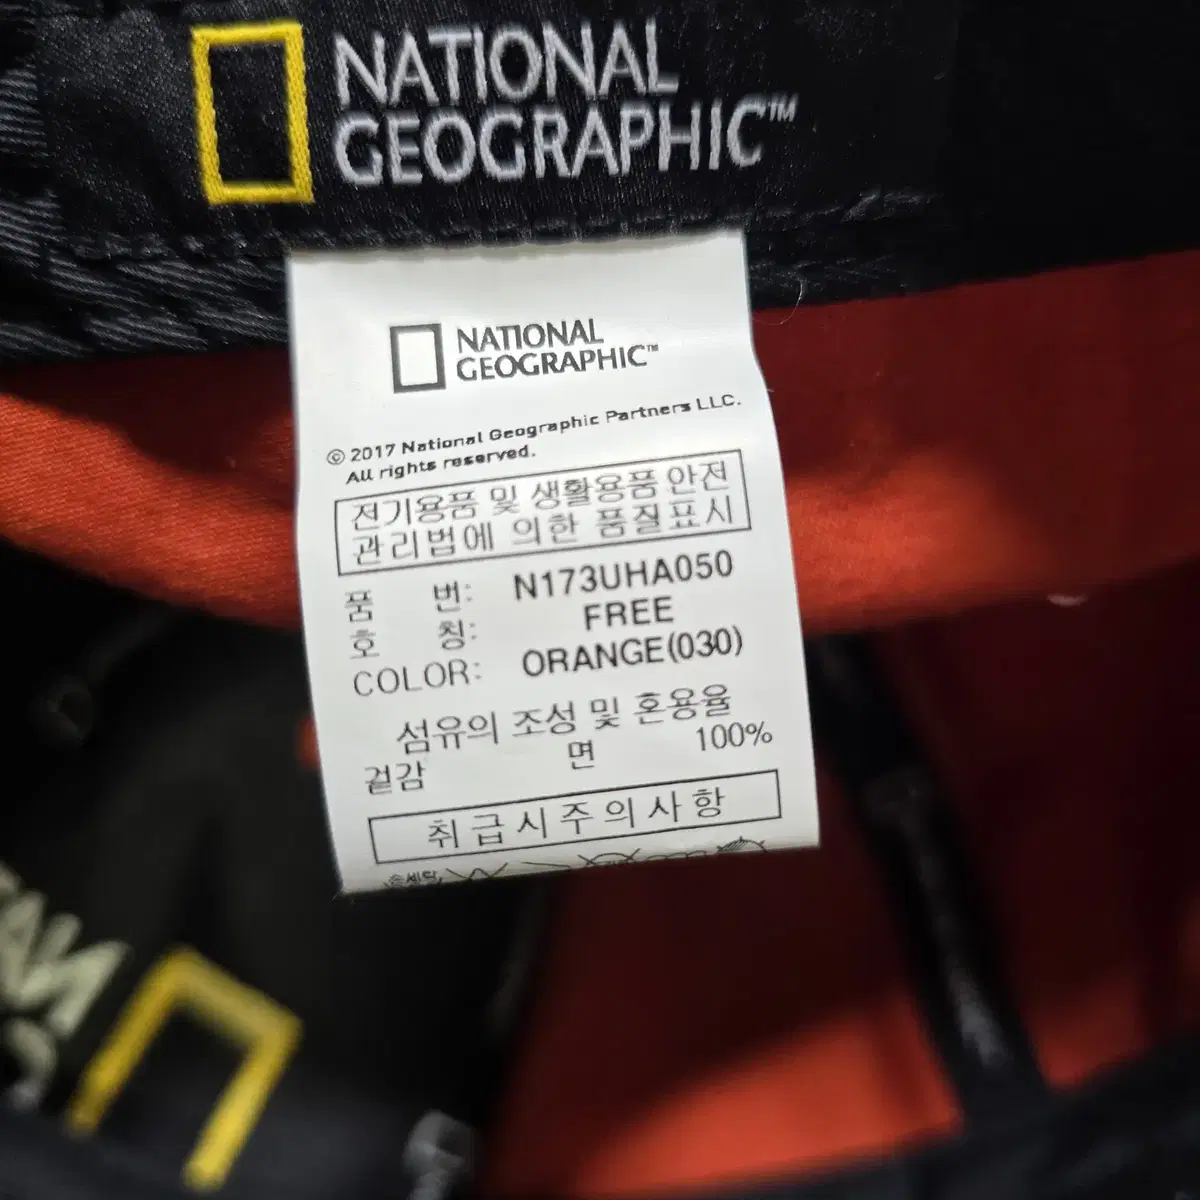 NATIONAL
GEOGRAPHIC™
NATIONAL
GEOGRAPHIC™
© 2017 National Geographic Partners LLC.
All rights reserved.
전기용품 및 생활용품 안전
관리법에 의한 품질표시
품 번: N173UHA050
호 칭: FREE
COLOR: ORANGE(030)
섬유의 조성 및 혼용율
겉감 면 100%
취급시주의사항
손세탁,